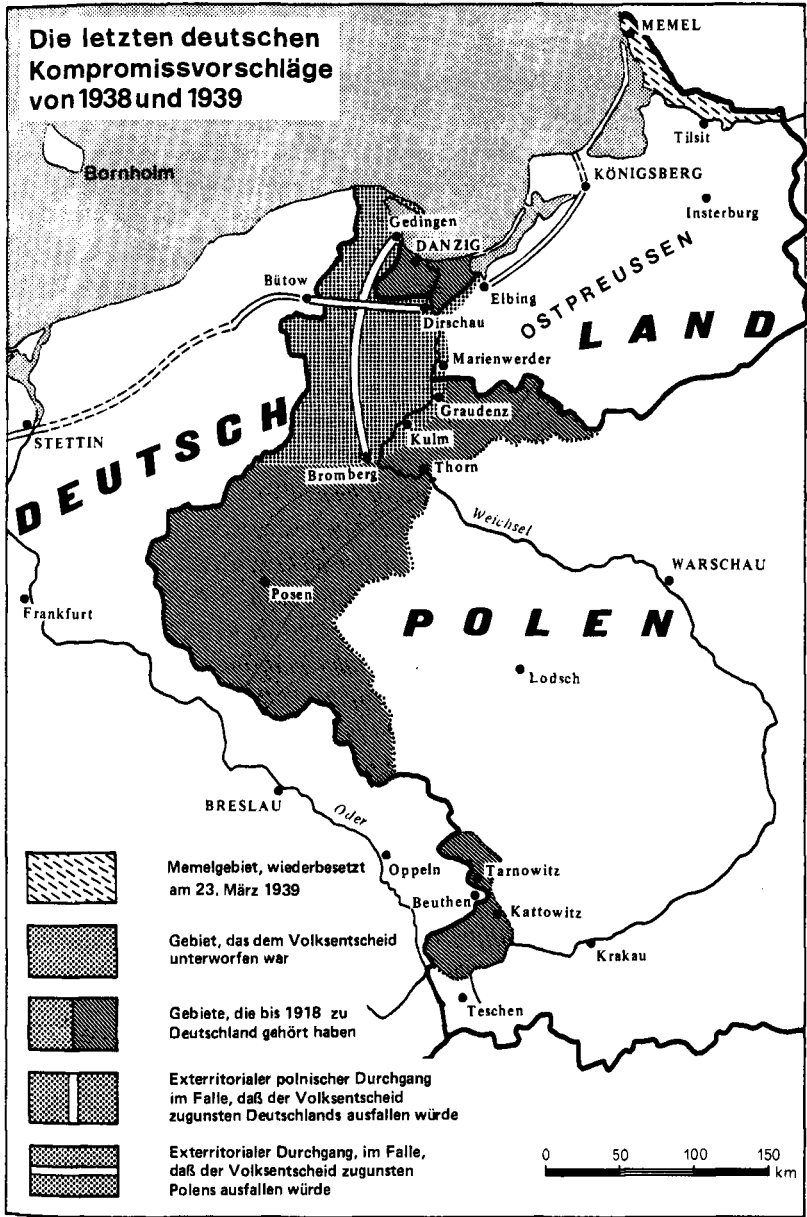 Die letzten deutschen
Kompromissvorschläge
von 1938 und 1939
MEMEL
Tilsit
Bornholm
KÖNIGSBERG
Insterburg
Gedingen
DANZIG
OSTPREUSSEN
Bütow
Elbing
Dirschau
LAND
Marienwerder
Graudenz
STETTIN
DEUTSCH
Kulm
Bromberg
Thorn
Weichsel
WARSCHAU
Posen
Frankfurt
POLEN
Lodsch
BRESLAU
Oder
Oppeln
Tarnowitz
Beuthen
Kattowitz
Krakau
Teschen
Memelgebiet, wiederbesetzt
am 23. März 1939
Gebiet, das dem Volksentscheid
unterworfen war
Gebiete, die bis 1918 zu
Deutschland gehört haben
Exterritorialer polnischer Durchgang
im Falle, daß der Volksentscheid
zugunsten Deutschlands ausfallen würde
Exterritorialer Durchgang, im Falle,
daß der Volksentscheid zugunsten
Polens ausfallen würde
0 50 100 150
km